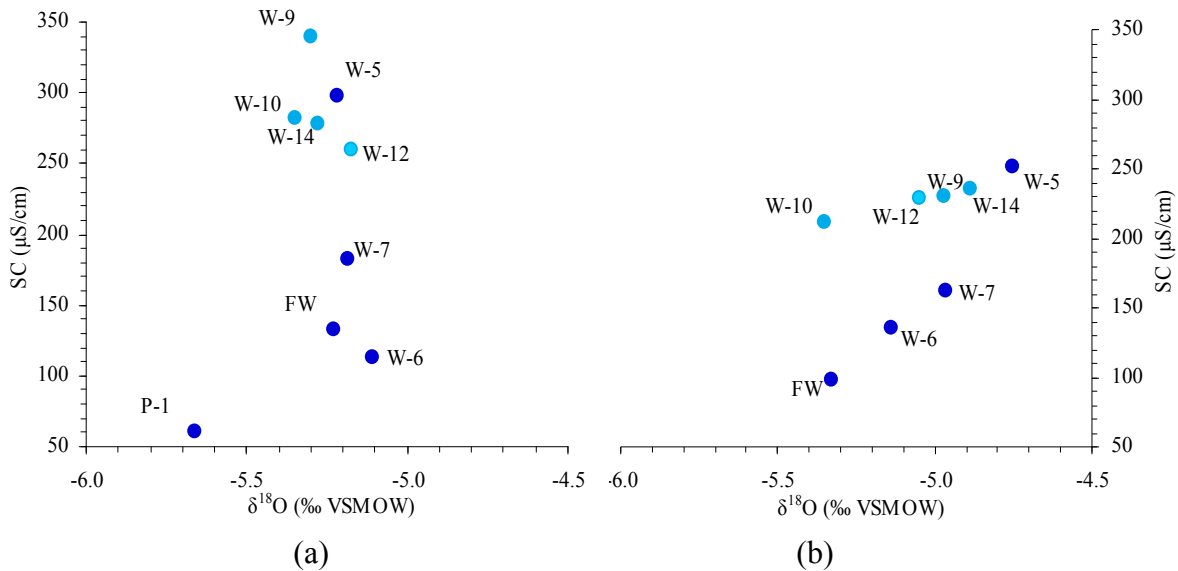 350
300
250
200
150
100
50
SC (µS/cm)
W-9
W-5
W-10
W-14
W-12
W-7
FW
W-6
P-1
-6.0
-5.5
-5.0
-4.5
δ18O (‰ VSMOW)
(a)
W-9
W-5
W-10
W-12
W-14
W-7
W-6
FW
350
300
250
200
150
100
50
SC (µS/cm)
-6.0
-5.5
-5.0
-4.5
δ18O (‰ VSMOW)
(b)